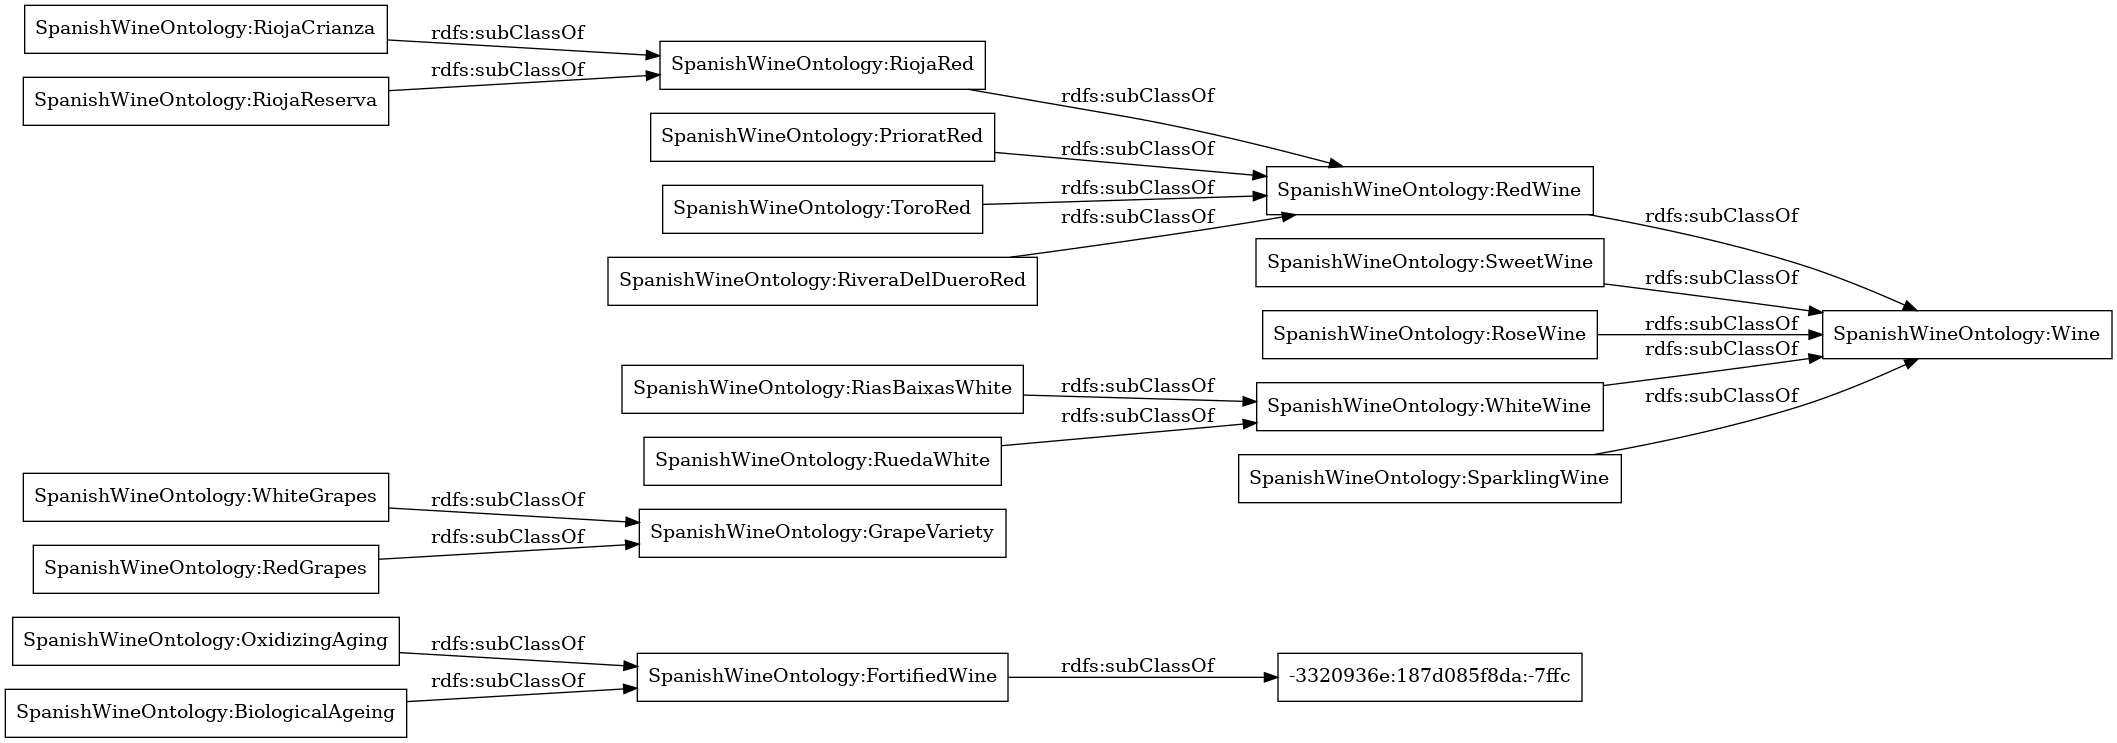 SpanishWineOntology:RiojaCrianza
rdfs:subClassOf
SpanishWineOntology:RiojaRed
rdfs:subClassOf
SpanishWineOntology:RiojaReserva
rdfs:subClassOf
SpanishWineOntology:PrioratRed
rdfs:subClassOf
SpanishWineOntology:ToroRed
rdfs:subClassOf
SpanishWineOntology:RedWine
rdfs:subClassOf
SpanishWineOntology:RiveraDelDueroRed
rdfs:subClassOf
SpanishWineOntology:SweetWine
rdfs:subClassOf
SpanishWineOntology:RoseWine
rdfs:subClassOf
SpanishWineOntology:Wine
SpanishWineOntology:RiasBaixasWhite
rdfs:subClassOf
SpanishWineOntology:WhiteWine
rdfs:subClassOf
SpanishWineOntology:RuedaWhite
rdfs:subClassOf
SpanishWineOntology:SparklingWine
rdfs:subClassOf
SpanishWineOntology:WhiteGrapes
rdfs:subClassOf
SpanishWineOntology:GrapeVariety
SpanishWineOntology:RedGrapes
rdfs:subClassOf
SpanishWineOntology:OxidizingAging
rdfs:subClassOf
SpanishWineOntology:FortifiedWine
rdfs:subClassOf
-3320936e:187d085f8da:-7ffc
SpanishWineOntology:BiologicalAgeing
rdfs:subClassOf